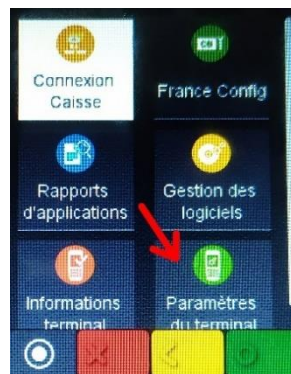 Connexion
Caisse
France Config
Rapports
d'applications
Gestion des
logiciels
Informations
terminal
Paramètres
du terminal